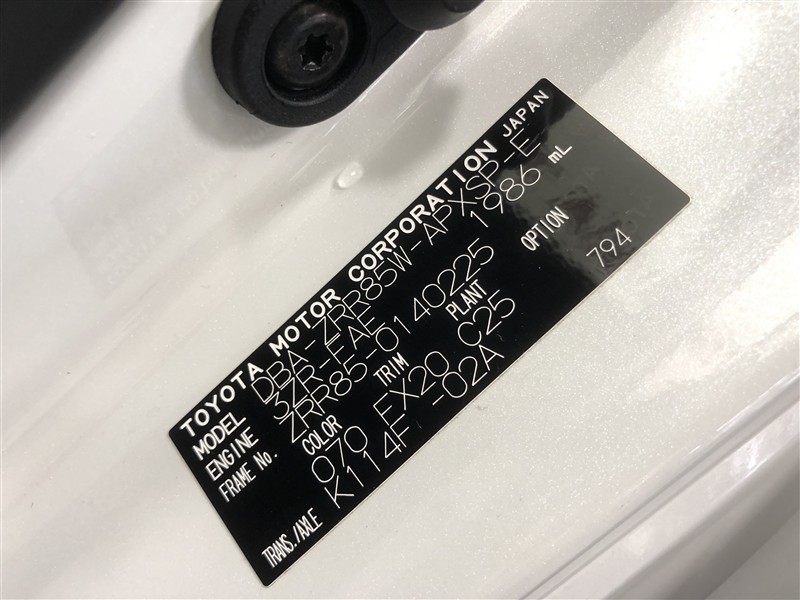 TOYOTA MOTOR CORPORATION JAPAN
MODEL DBA-ZRR85W-APXSP-E
ENGINE 3ZR-FAE 1986 mL
FRAME No. ZRR85-0140225
COLOR TRIM PLANT OPTION
070 EX20 C25 794
TRANS./AXLE K114F -02A